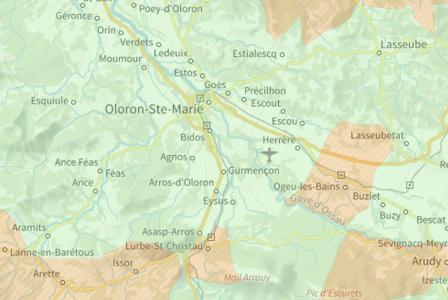 Poey-d'Oloron
Géronce
Orin
Verdets
Lasseube
Ledeuix
Estialescq
Moumour
Estos
Goès
Précilhon
Esquiule
Escout
Oloron-Ste-Marie
Escou
Bidos
Herrère
Lasseubetat
Agnos
Ance Féas
Féas
Gurmençon
Ance
Arros-d'Oloron
Ogeu-les-Bains
Buziet
Eysus
Gave d'Ossau
Buzy
Bescat
Aramits
Asasp-Arros
Lurbe-St-Christau
Sévignacq-Mey
Lanne-en-Barétous
Issor
Arudy
Arette
Mail Arrouy
Izeste
Pic d'Escurets